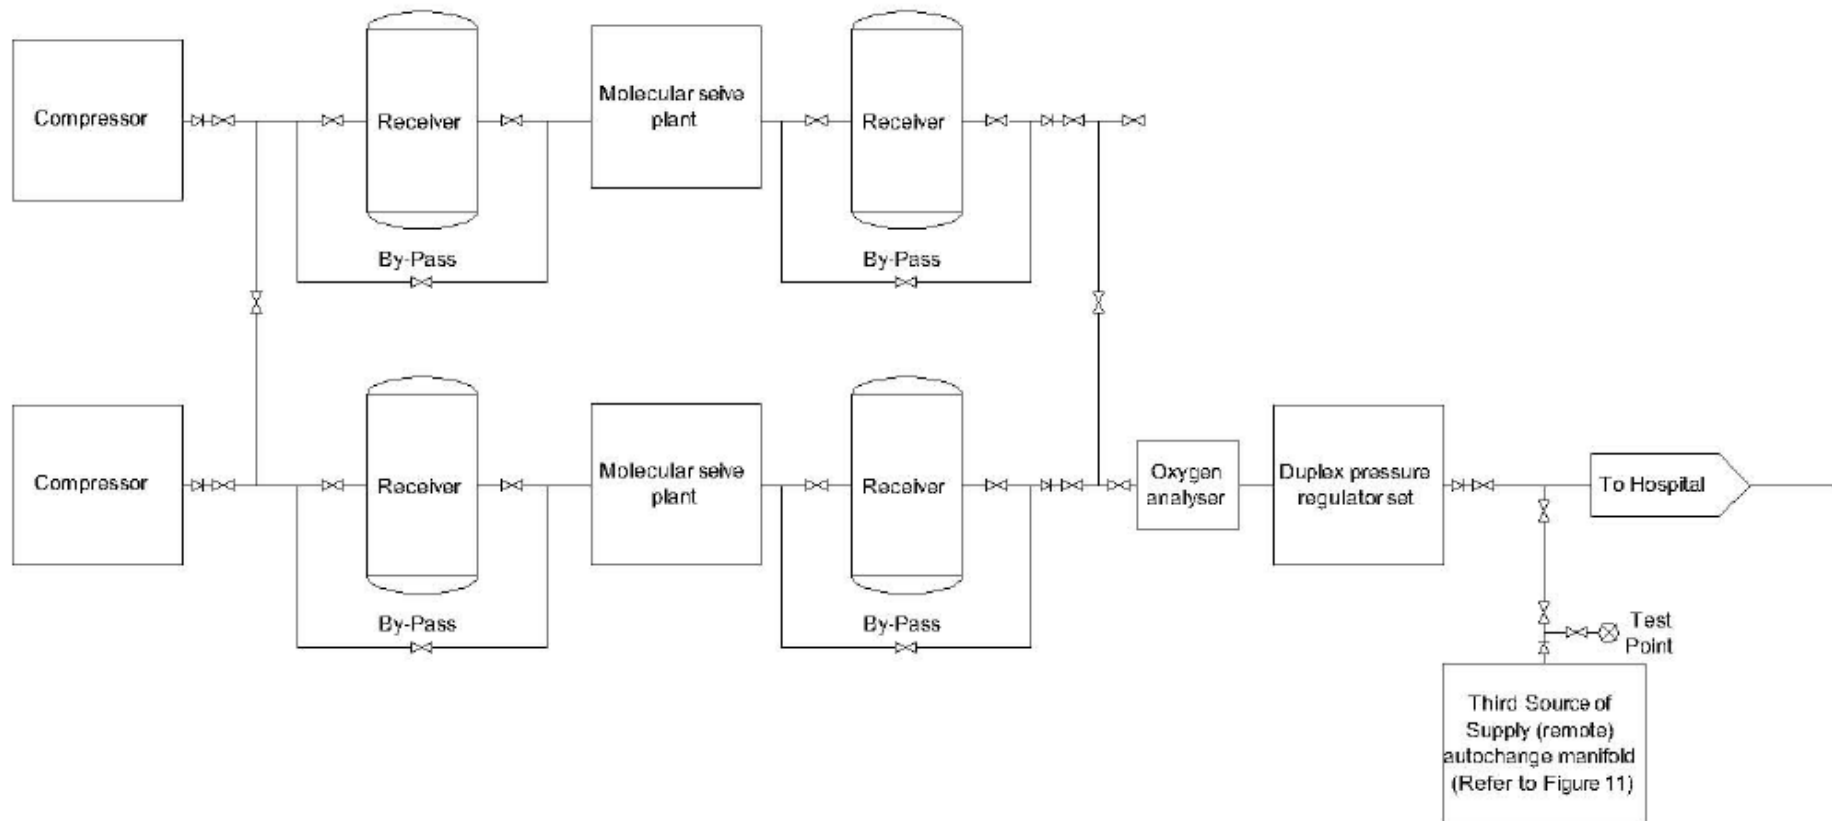 Compressor
Receiver
Molecular seive
plant
Receiver
By-Pass
By-Pass
Compressor
Receiver
Molecular seive
plant
Receiver
Oxygen
analyser
Duplex pressure
regulator set
To Hospital
By-Pass
By-Pass
Test
Point
Third Source of
Supply (remote)
autochange manifold
(Refer to Figure 11)